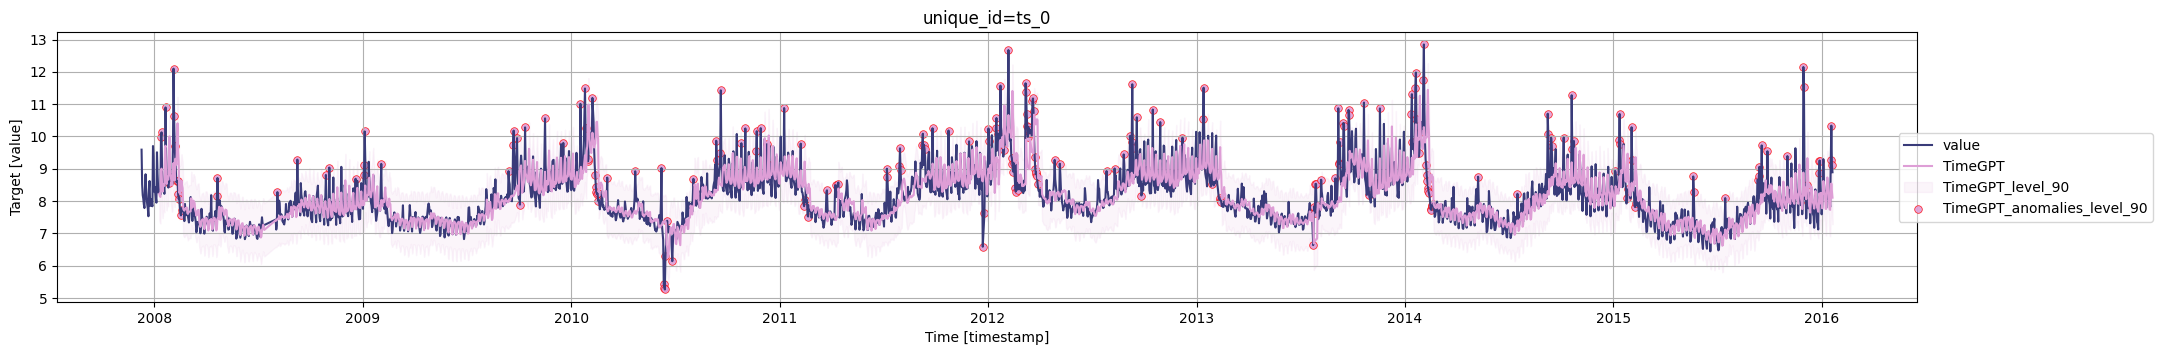 unique_id=ts_0
Target [value]
13
12
11
10
9
8
7
6
5
2008
2009
2010
2011
2012
2013
2014
2015
2016
Time [timestamp]
value
TimeGPT
TimeGPT_level_90
TimeGPT_anomalies_level_90